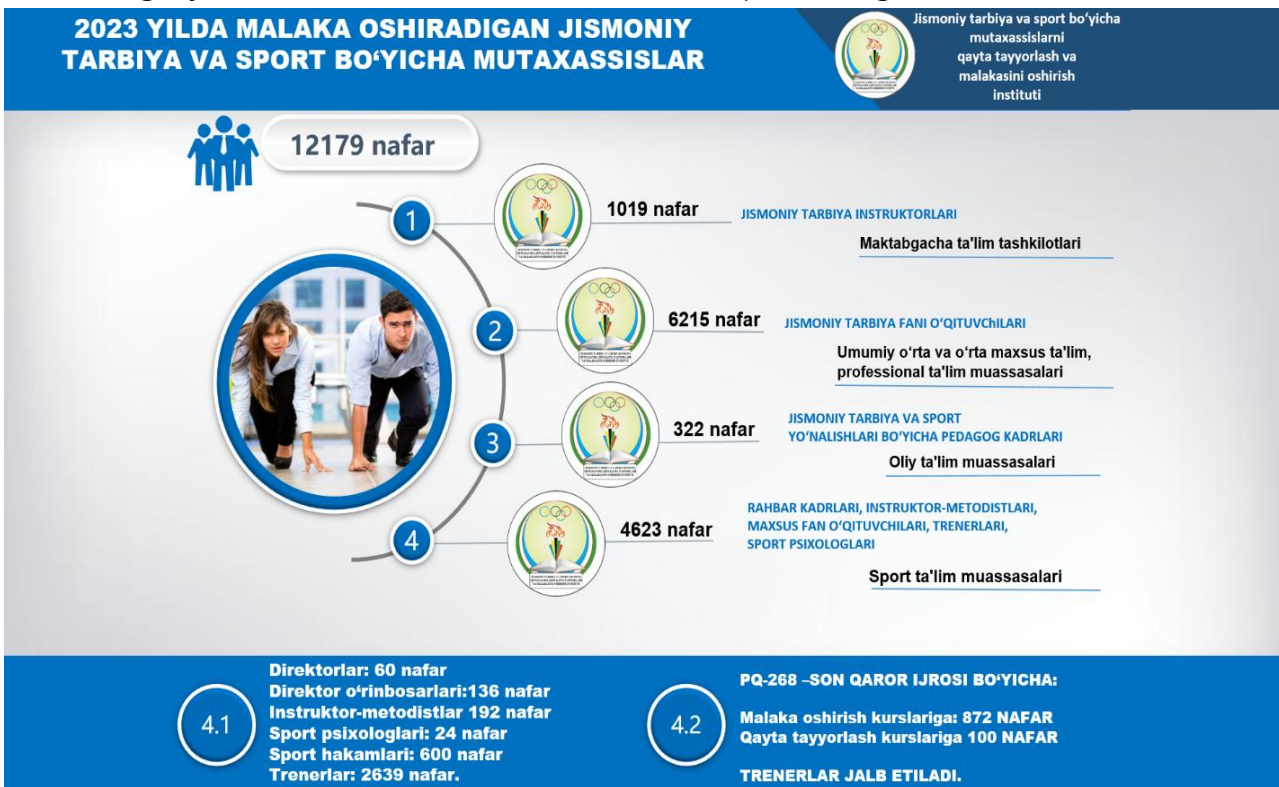 2023 YILDA MALAKA OSHIRADIGAN JISMONIY
TARBIYA VA SPORT BO‘YICHA MUTAXASSISLAR
Jismoniy tarbiya va sport bo‘yicha
mutaxassislarni
qayta tayyorlash va
malakasini oshirish
instituti
12179 nafar
1
1019 nafar
JISMONIY TARBIYA INSTRUKTORLARI
Maktabgacha ta'lim tashkilotlari
2
6215 nafar
JISMONIY TARBIYA FANI O‘QITUVChILARI
Umumiy o‘rta va o‘rta maxsus ta'lim,
professional ta'lim muassasalari
3
322 nafar
JISMONIY TARBIYA VA SPORT
YO‘NALISHLARI BO‘YICHA PEDAGOG KADRLARI
Oliy ta'lim muassasalari
4
4623 nafar
RAHBAR KADRLARI, INSTRUKTOR-METODISTLARI,
MAXSUS FAN O‘QITUVCHILARI, TRENERLARI,
SPORT PSIXOLOGLARI
Sport ta'lim muassasalari
4.1
Direktorlar: 60 nafar
Direktor o‘rinbosarlari:136 nafar
Instruktor-metodistlar 192 nafar
Sport psixologlari: 24 nafar
Sport hakamlari: 600 nafar
Trenerlar: 2639 nafar.
4.2
PQ-268 –SON QAROR IJROSI BO‘YICHA:
Malaka oshirish kurslariga: 872 NAFAR
Qayta tayyorlash kurslariga 100 NAFAR
TRENERLAR JALB ETILADI.